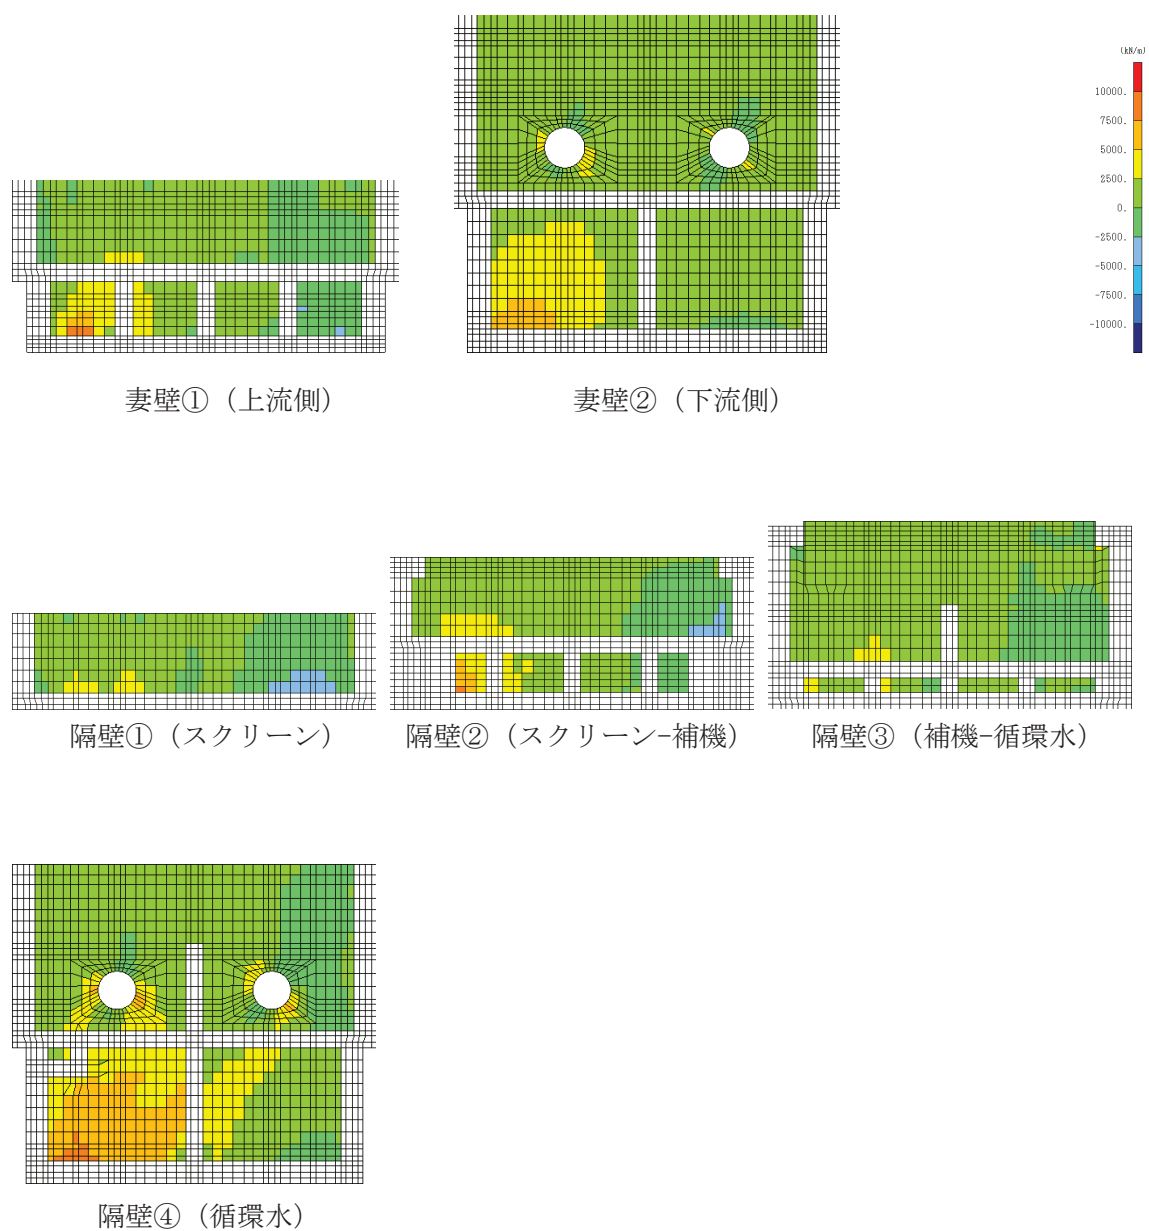 (kN/m)
10000.
7500.
5000.
2500.
0.
-2500.
-5000.
-7500.
-10000.
妻壁①（上流側）
妻壁②（下流側）
隔壁①（スクリーン）
隔壁②（スクリーン-補機）
隔壁③（補機-循環水）
隔壁④（循環水）